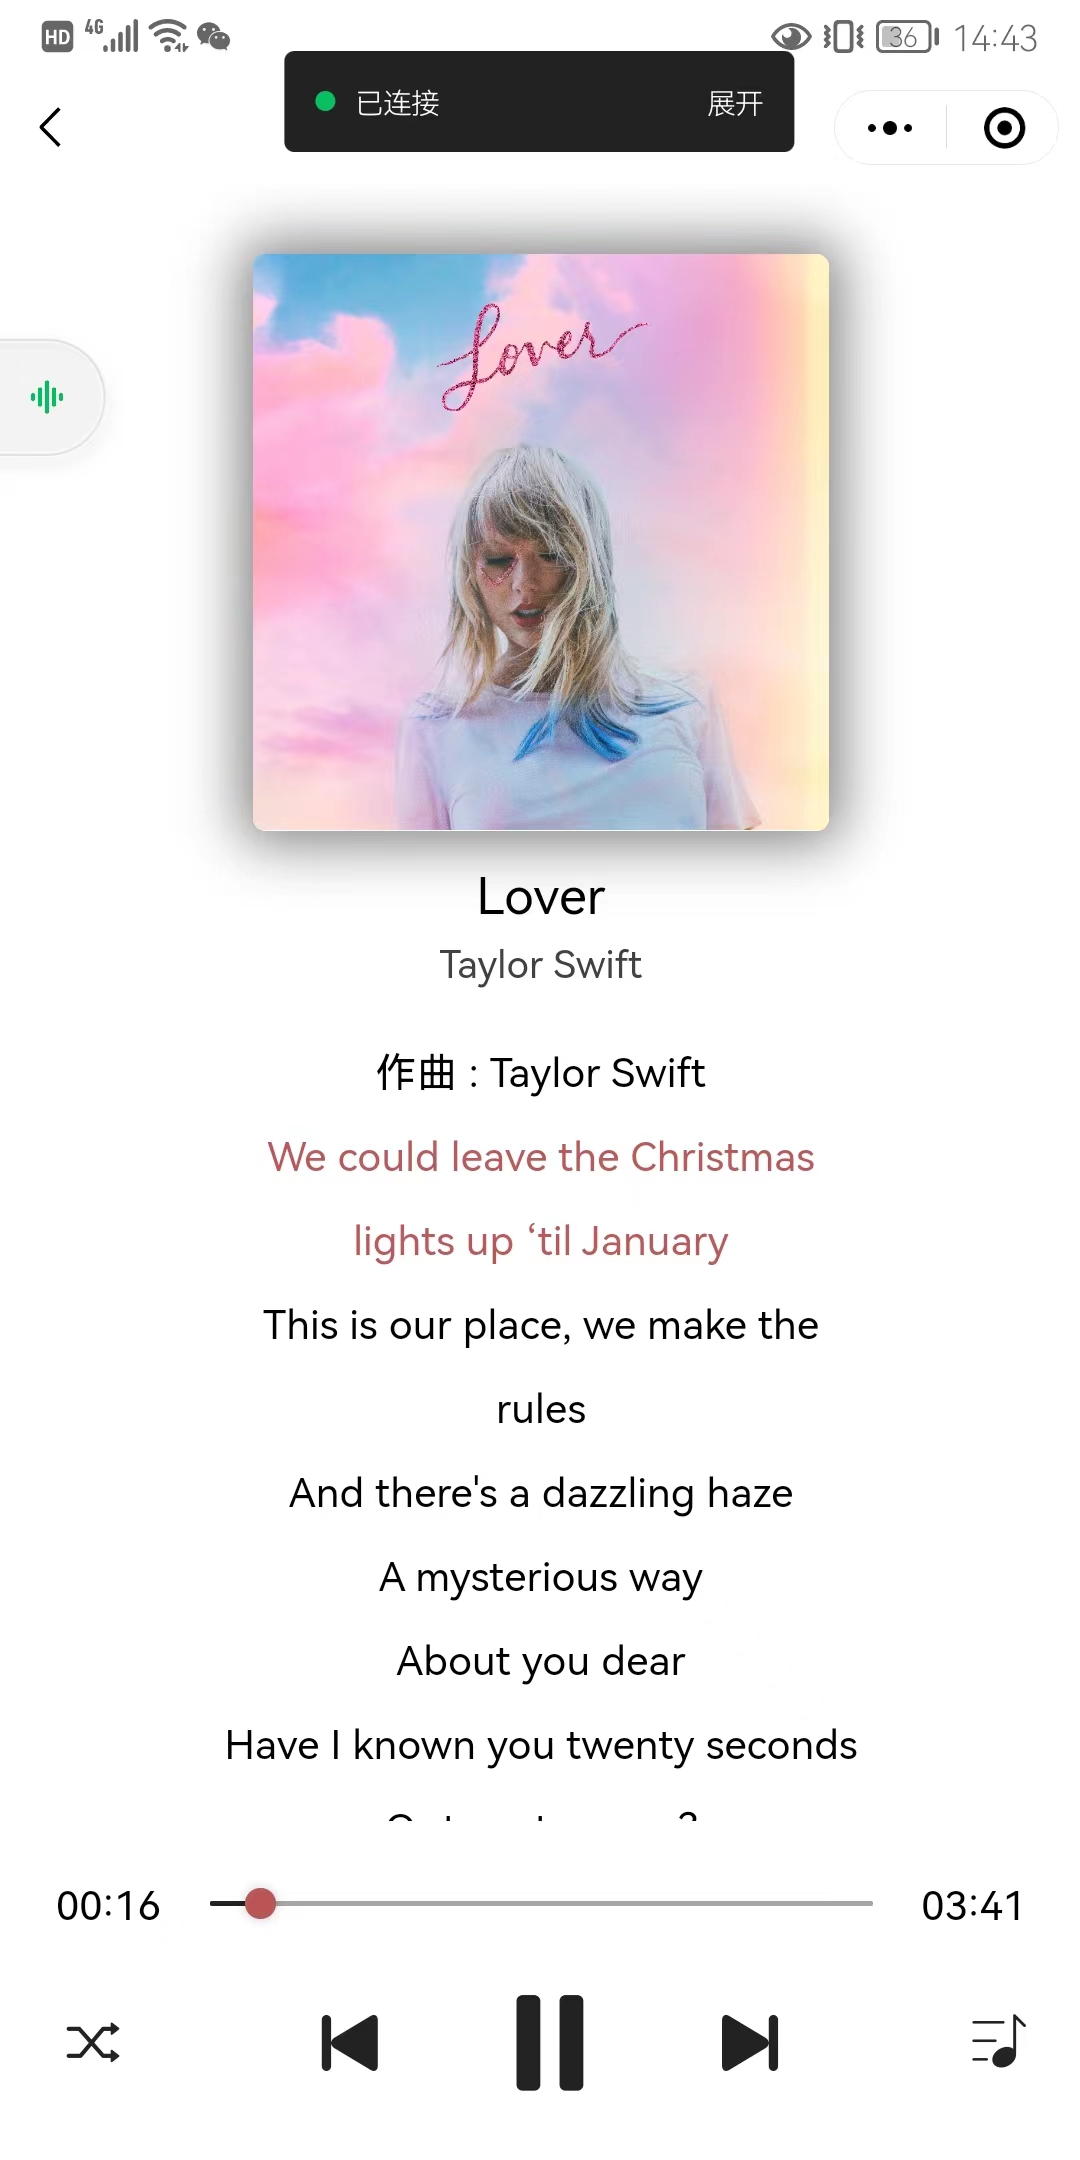 HD 4G 36 14:43
已连接 展开
Lover
Lover
Taylor Swift
作曲 : Taylor Swift
We could leave the Christmas
lights up ‘til January
This is our place, we make the
rules
And there's a dazzling haze
A mysterious way
About you dear
Have I known you twenty seconds
00:16 03:41